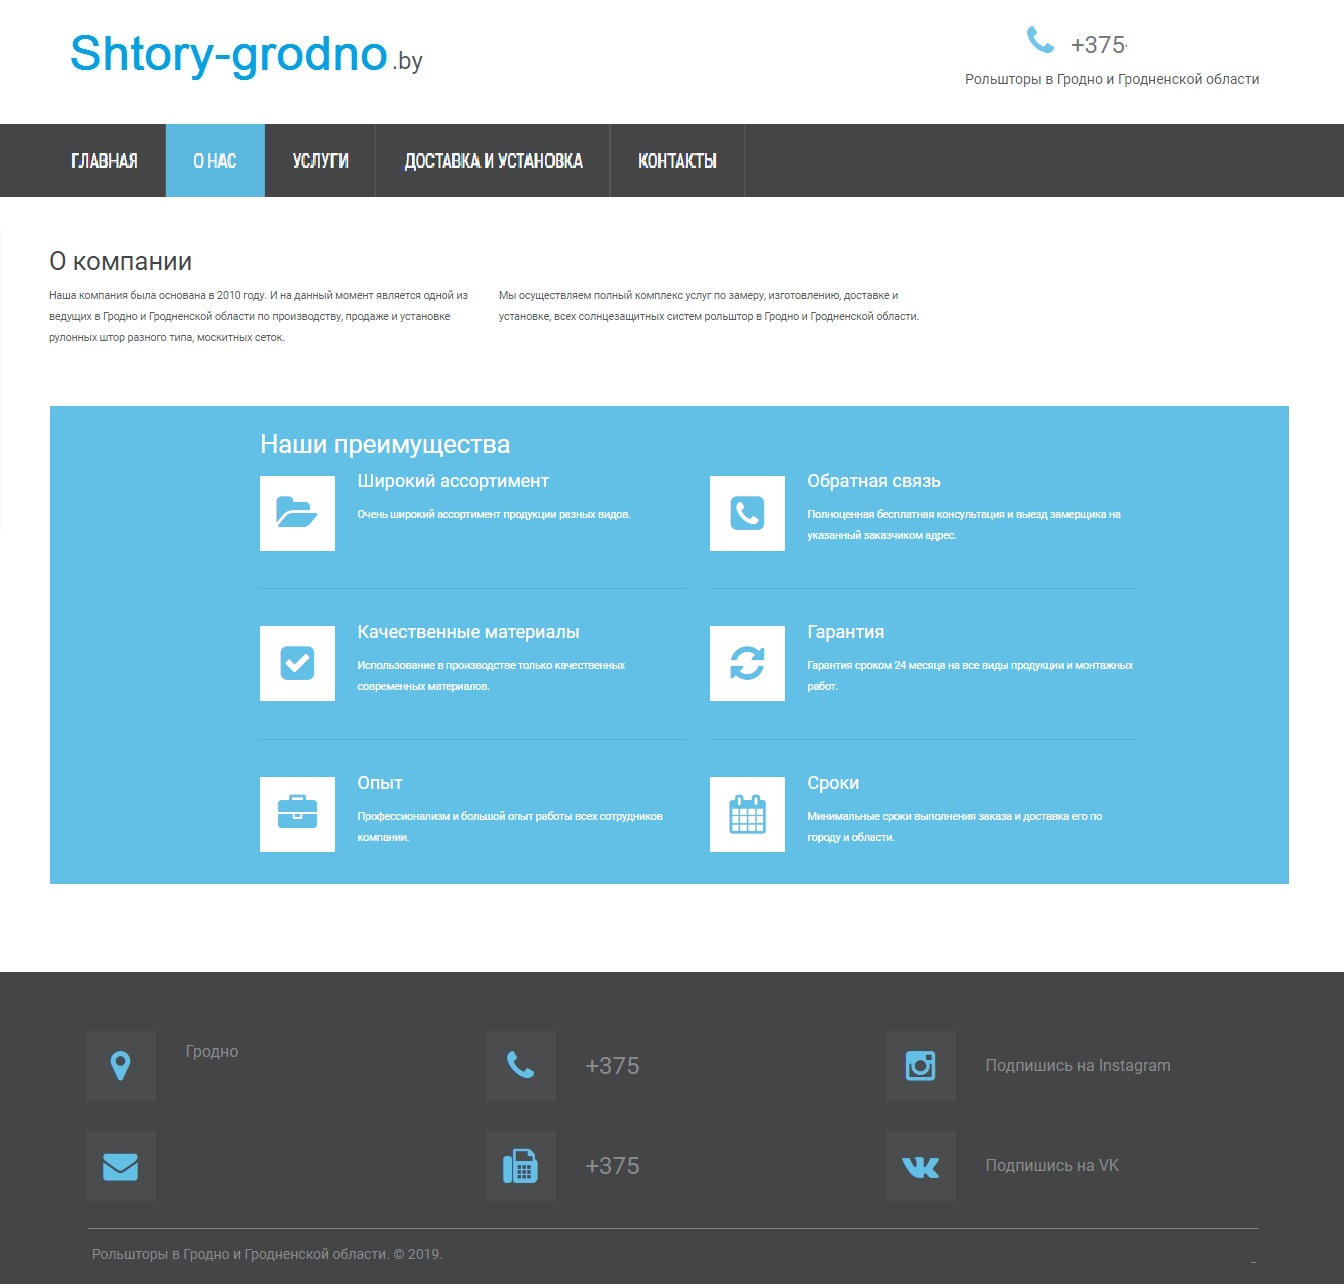 Shtory-grodno.by
+375
Рольшторы в Гродно и Гродненской области
ГЛАВНАЯ О НАС УСЛУГИ ДОСТАВКА И УСТАНОВКА КОНТАКТЫ
О компании
Наша компания была основана в 2010 году. И на данный момент является одной из
ведущих в Гродно и Гродненской области по производству, продаже и установке
рулонных штор разного типа, москитных сеток.
Мы осуществляем полный комплекс услуг по замеру, изготовлению, доставке и
установке, всех солнцезащитных систем рольштор в Гродно и Гродненской области.
Наши преимущества
Широкий ассортимент
Очень широкий ассортимент продукции разных видов.
Обратная связь
Полноценная бесплатная консультация и выезд замерщика на
указанный заказчиком адрес.
Качественные материалы
Использование в производстве только качественных
современных материалов.
Гарантия
Гарантия сроком 24 месяца на все виды продукции и монтажных
работ.
Опыт
Профессионализм и большой опыт работы всех сотрудников
компании.
Сроки
Минимальные сроки выполнения заказа и доставка его по
городу и области.
Гродно
+375
Подпишись на Instagram
+375
Подпишись на VK
Рольшторы в Гродно и Гродненской области. © 2019.